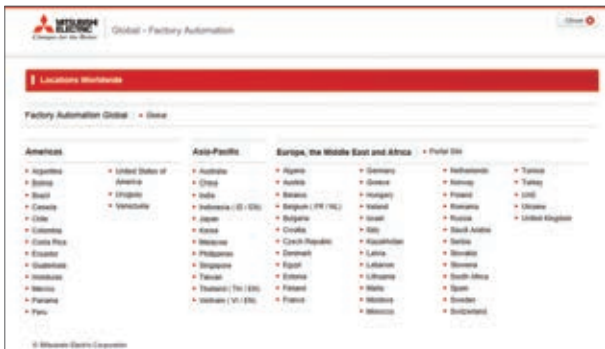 MITSUBISHI
ELECTRIC
Changes for the Better
Global - Factory Automation
Close
Locations Worldwide
Factory Automation Global
Global
Americas
Argentina
Bolivia
Brazil
Canada
Chile
Colombia
Costa Rica
Ecuador
Guatemala
Honduras
Mexico
Panama
Peru
United States of
America
Uruguay
Venezuela
Asia-Pacific
Australia
China
India
Indonesia ( ID / EN)
Japan
Korea
Malaysia
Philippines
Singapore
Taiwan
Thailand ( TH / EN)
Vietnam ( VI / EN)
Europe, the Middle East and Africa
Portal Site
Algeria
Austria
Belarus
Belgium ( FR / NL)
Bulgaria
Croatia
Czech Republic
Denmark
Egypt
Estonia
Finland
France
Germany
Greece
Hungary
Ireland
Israel
Italy
Kazakhstan
Latvia
Lebanon
Lithuania
Malta
Moldova
Morocco
Netherlands
Norway
Poland
Romania
Russia
Saudi Arabia
Serbia
Slovakia
Slovenia
South Africa
Spain
Sweden
Switzerland
Tunisia
Turkey
UAE
Ukraine
United Kingdom
© Mitsubishi Electric Corporation